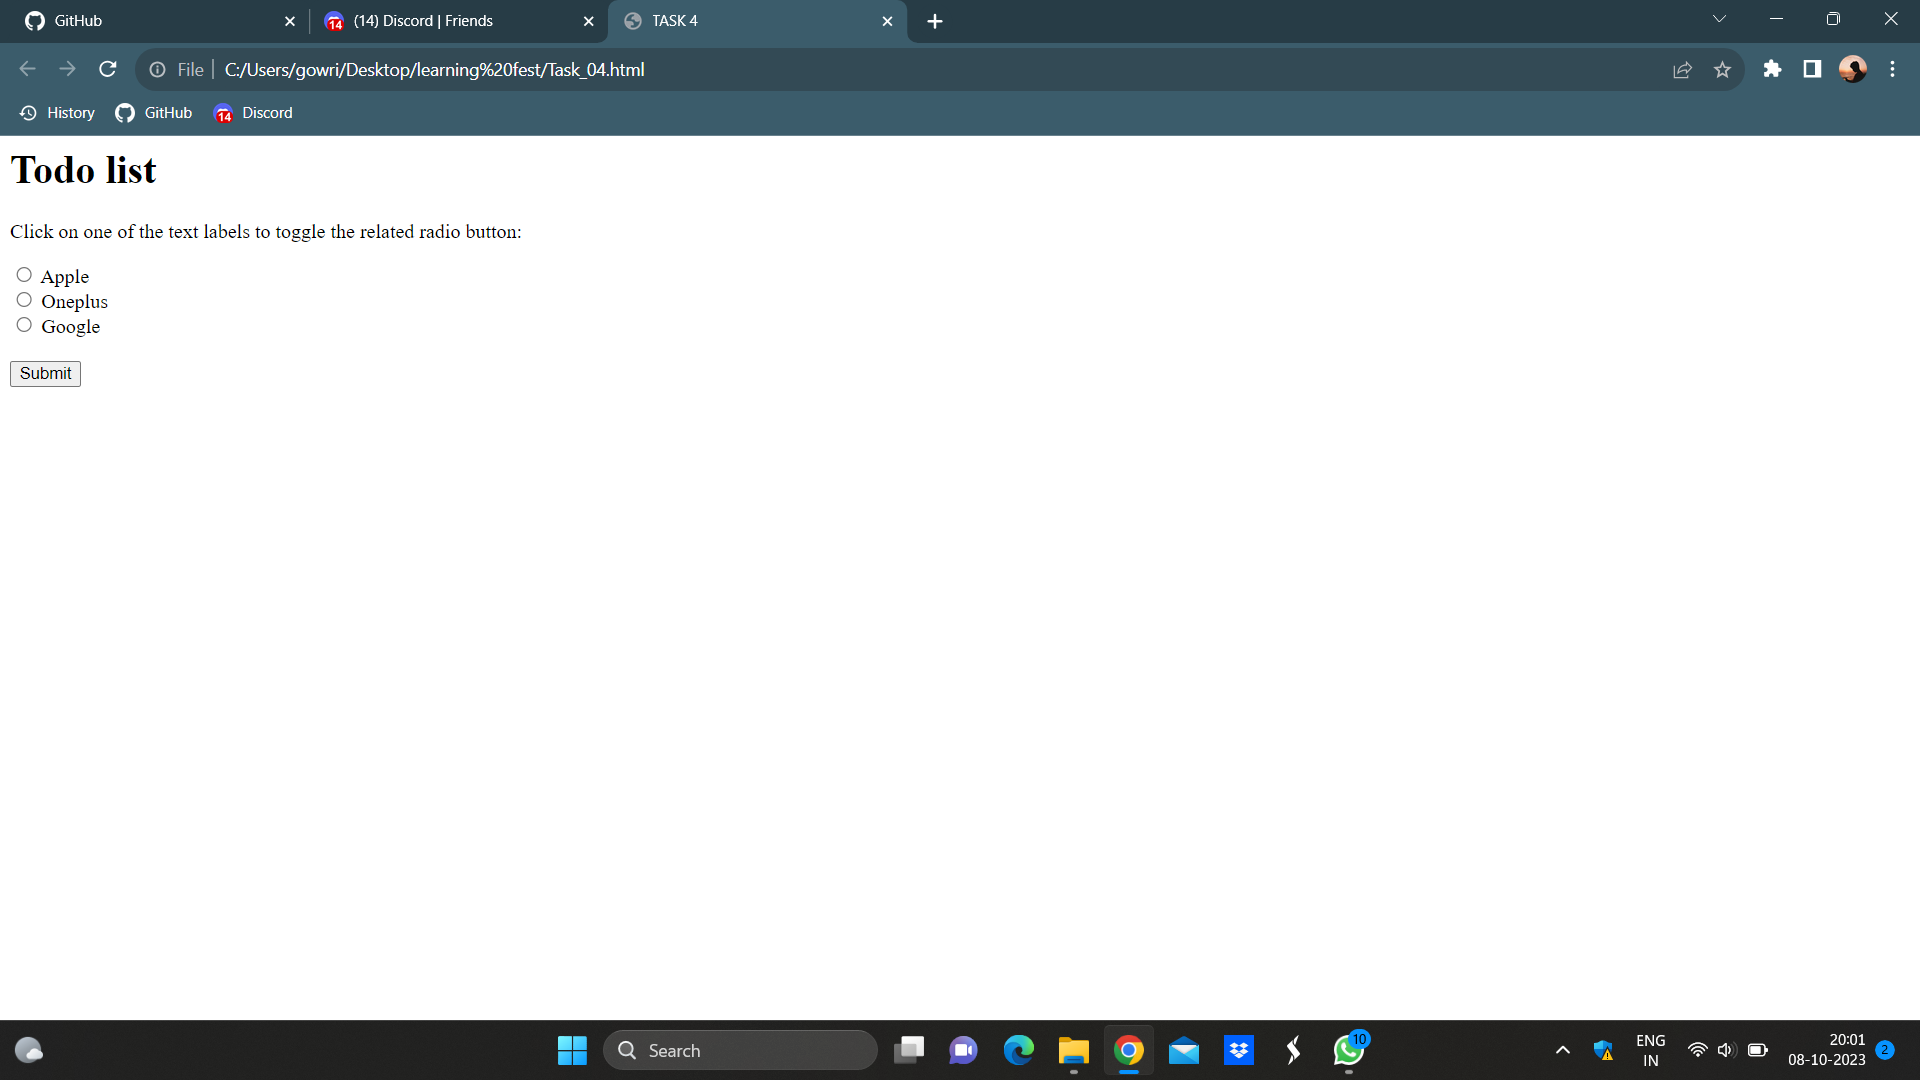 GitHub
14
(14) Discord | Friends
TASK 4
File
C:/Users/gowri/Desktop/learning%20fest/Task_04.html
History
GitHub
14
Discord
Todo list
Click on one of the text labels to toggle the related radio button:
Apple
Oneplus
Google
Submit
Search
10
ENG
IN
20:01
08-10-2023
2